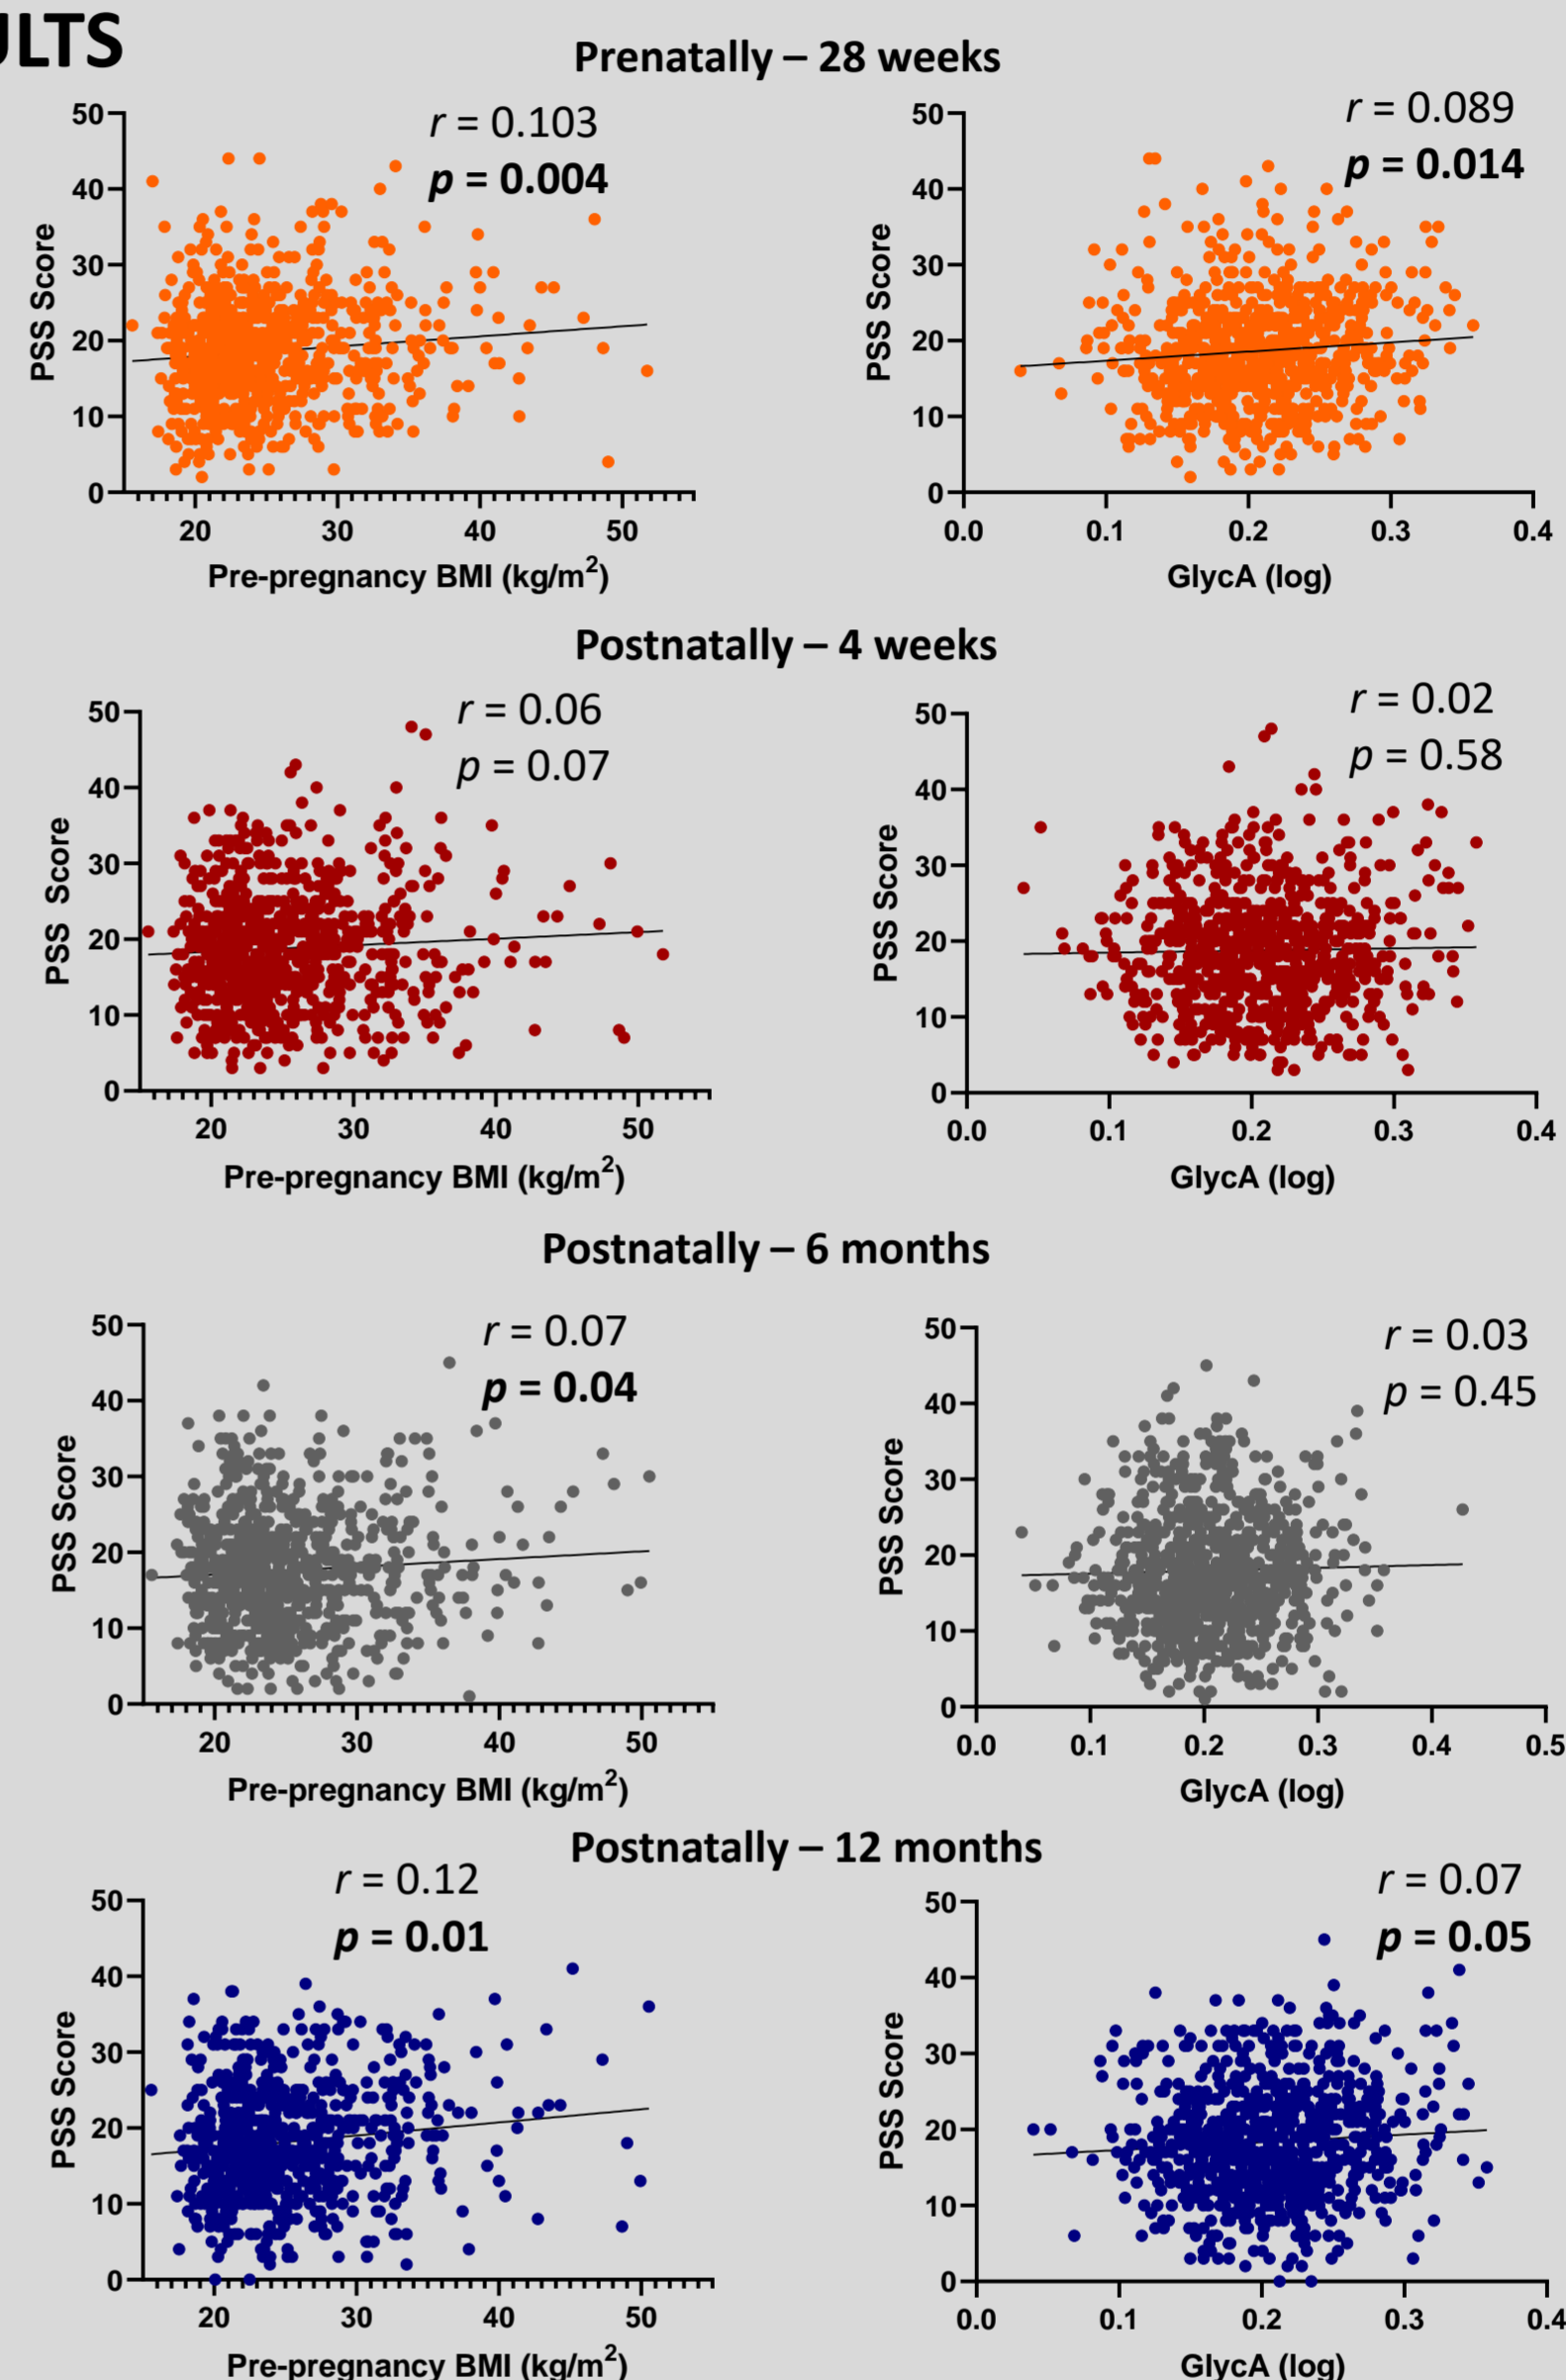 ULTS
Prenatally – 28 weeks
r = 0.103
p = 0.004
50
40
30
20
10
0
PSS Score
20 30 40 50
Pre-pregnancy BMI (kg/m²)
r = 0.089
p = 0.014
50
40
30
20
10
0
PSS Score
0.0 0.1 0.2 0.3 0.4
GlycA (log)
Postnatally – 4 weeks
r = 0.06
p = 0.07
50
40
30
20
10
0
PSS Score
20 30 40 50
Pre-pregnancy BMI (kg/m²)
r = 0.02
p = 0.58
50
40
30
20
10
0
PSS Score
0.0 0.1 0.2 0.3 0.4
GlycA (log)
Postnatally – 6 months
r = 0.07
p = 0.04
50
40
30
20
10
0
PSS Score
20 30 40 50
Pre-pregnancy BMI (kg/m²)
r = 0.03
p = 0.45
50
40
30
20
10
0
PSS Score
0.0 0.1 0.2 0.3 0.4 0.5
GlycA (log)
Postnatally – 12 months
r = 0.12
p = 0.01
50
40
30
20
10
0
PSS Score
20 30 40 50
Pre-pregnancy BMI (kg/m²)
r = 0.07
p = 0.05
50
40
30
20
10
0
PSS Score
0.0 0.1 0.2 0.3 0.4
GlycA (log)